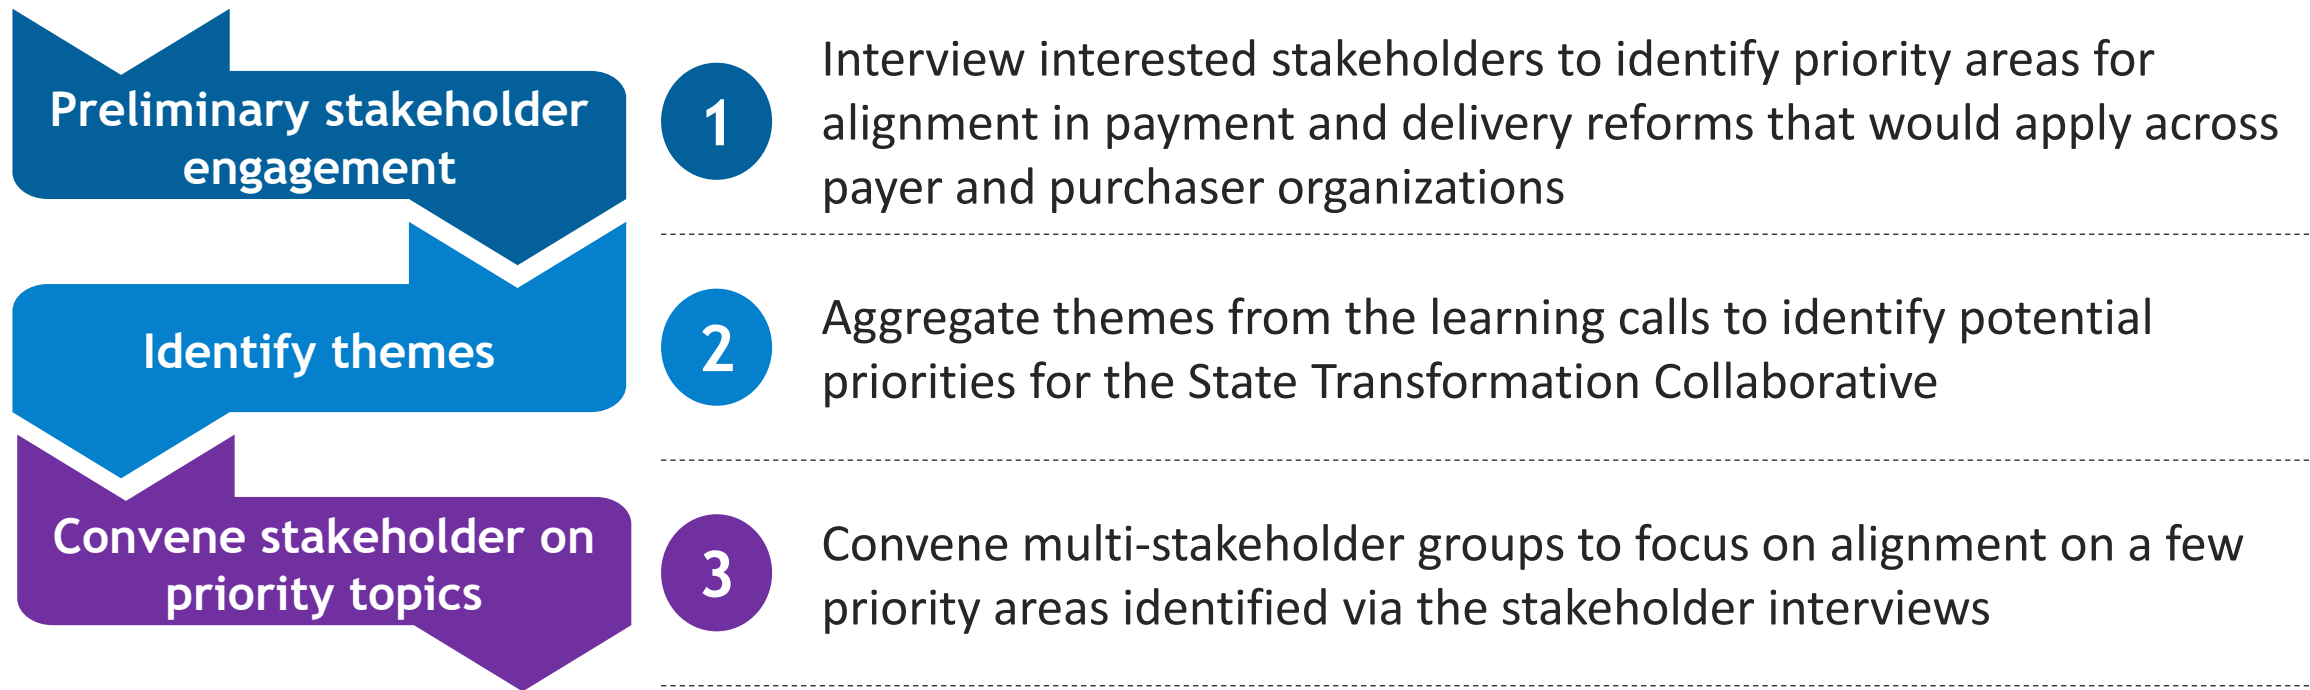 Preliminary stakeholder
engagement
1
Interview interested stakeholders to identify priority areas for
alignment in payment and delivery reforms that would apply across
payer and purchaser organizations
Identify themes
2
Aggregate themes from the learning calls to identify potential
priorities for the State Transformation Collaborative
Convene stakeholder on
priority topics
3
Convene multi-stakeholder groups to focus on alignment on a few
priority areas identified via the stakeholder interviews